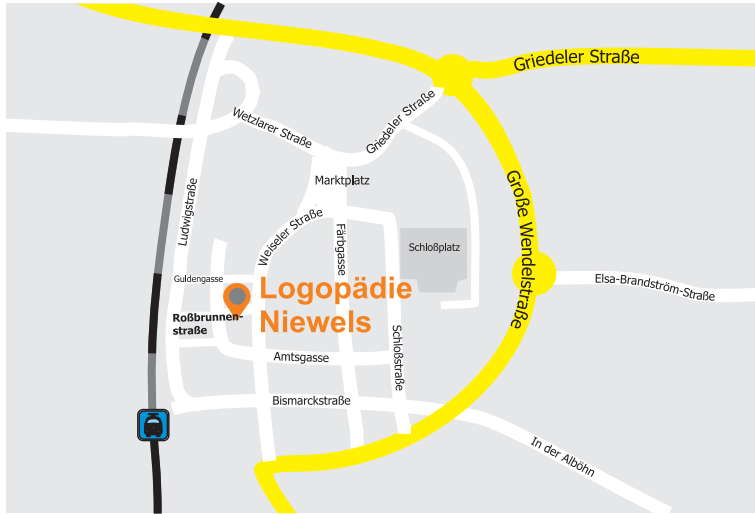 Griedeler Straße
Wetzlarer Straße
Griedeler Straße
Marktplatz
Ludwigstraße
Weiseler Straße
Färbgasse
Schloßplatz
Große Wendelstraße
Guldengasse
Elsa-Brandström-Straße
Logopädie
Niewels
Roßbrunnen-
straße
Schloßstraße
Amtsgasse
Bismarckstraße
In der Alböhn